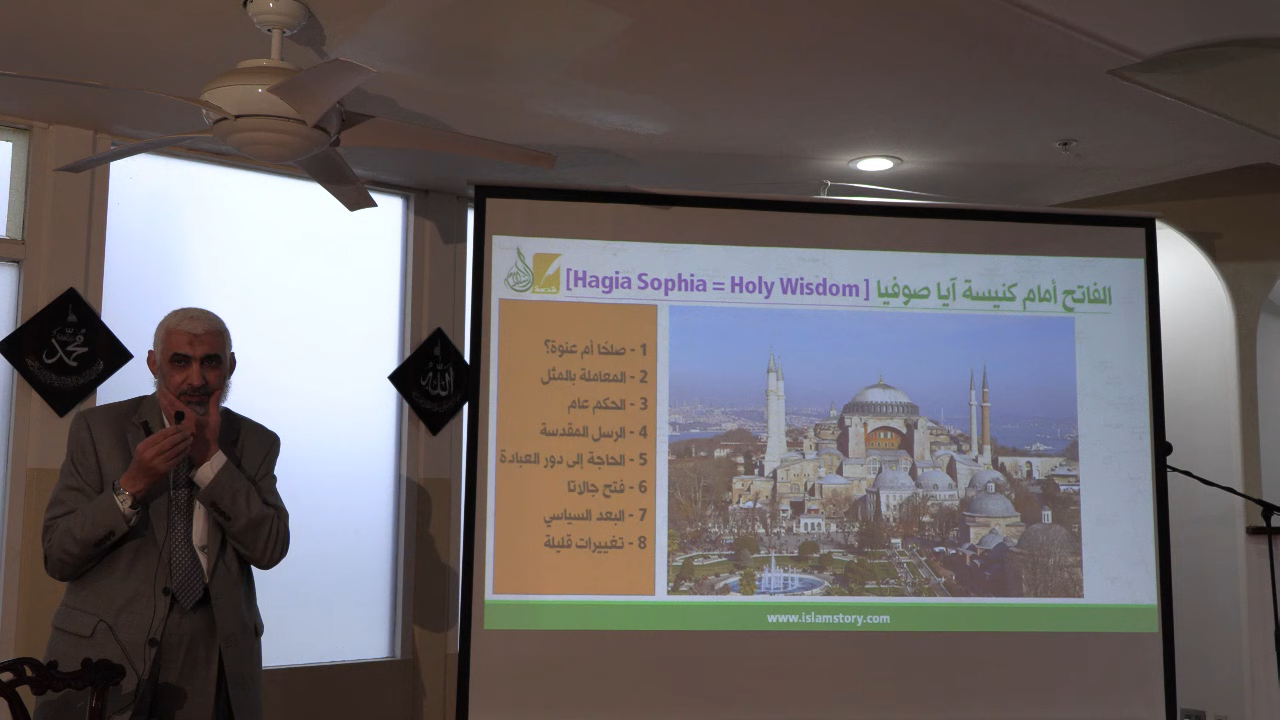 الفاتح أمام كنيسة آيا صوفيا [Hagia Sophia = Holy Wisdom]
1 - صلحًا أم عنوة؟
2 - المعاملة بالمثل
3 - الحكم عام
4 - الرسل المقدسة
5 - الحاجة إلى دور العبادة
6 - فتح جالاتا
7 - البعد السياسي
8 - تغييرات قليلة
www.islamstory.com
محمد
الله